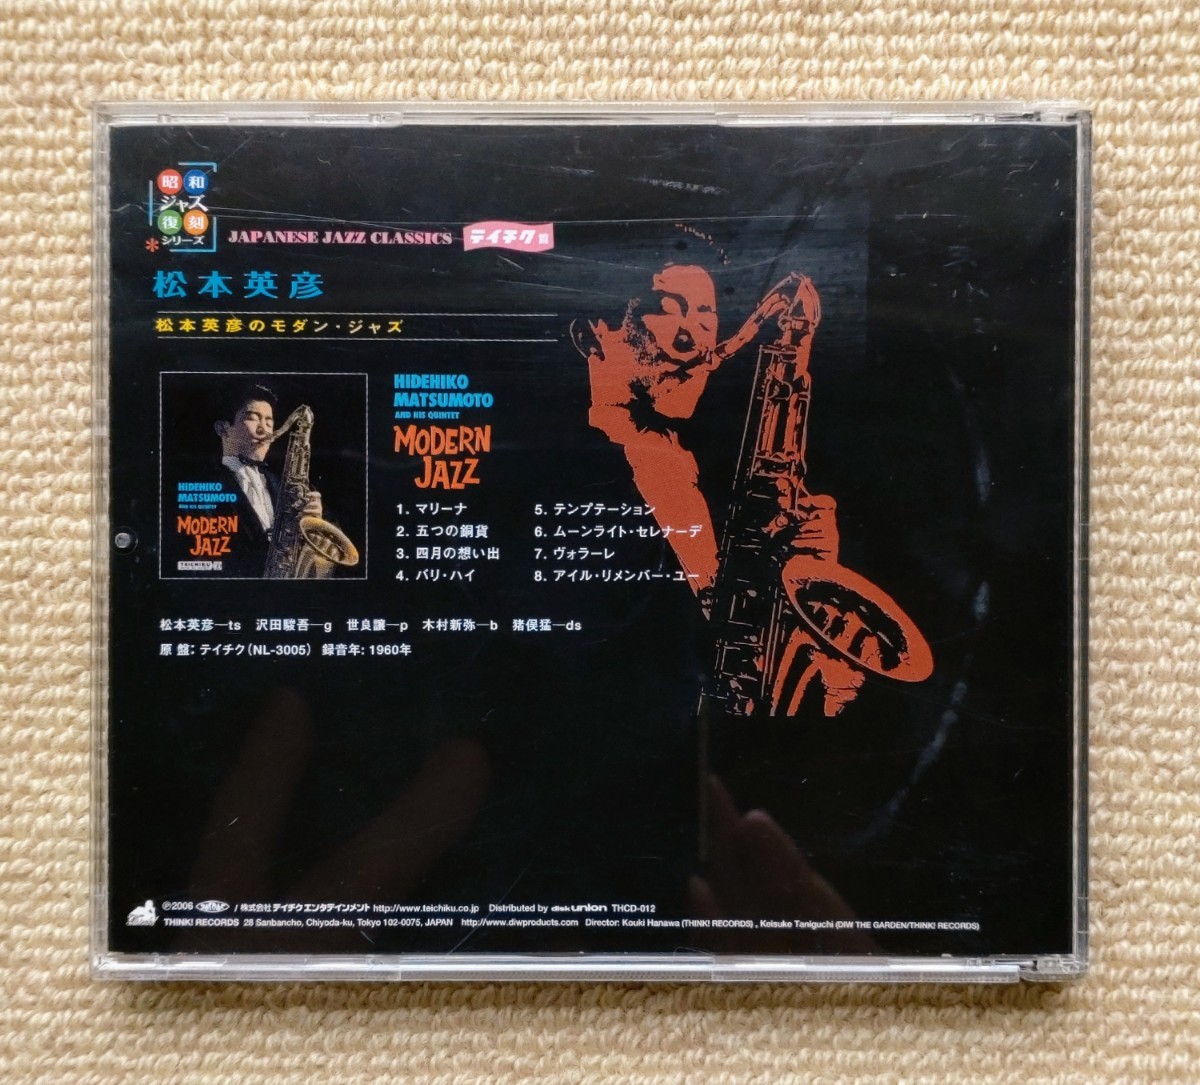 昭和
ジャズ
復刻
シリーズ
JAPANESE JAZZ CLASSICS テイチク篇
松本英彦
松本英彦のモダン・ジャズ
HIDEHIKO
MATSUMOTO
AND HIS QUINTET
MODERN
JAZZ
HIDEHIKO
MATSUMOTO
AND HIS QUINTET
MODERN
JAZZ
TEICHIKU
1. マリーナ
2. 五つの銅貨
3. 四月の想い出
4. バリ・ハイ
5. テンプテーション
6. ムーンライト・セレナーデ
7. ヴォラーレ
8. アイル・リメンバー・ユー
松本英彦—ts 沢田駿吾—g 世良譲—p 木村新弥—b 猪俣猛—ds
原盤: テイチク(NL-3005) 録音年: 1960年
℗2006 / 株式会社テイチクエンタテインメント http://www.teichiku.co.jp Distributed by disk union THCD-012
THINK! RECORDS 28 Sanbancho, Chiyoda-ku, Tokyo 102-0075, JAPAN http://www.diwproducts.com Director: Kouki Hanawa (THINK! RECORDS) , Keisuke Taniguchi (DIW THE GARDEN/THINK! RECORDS)